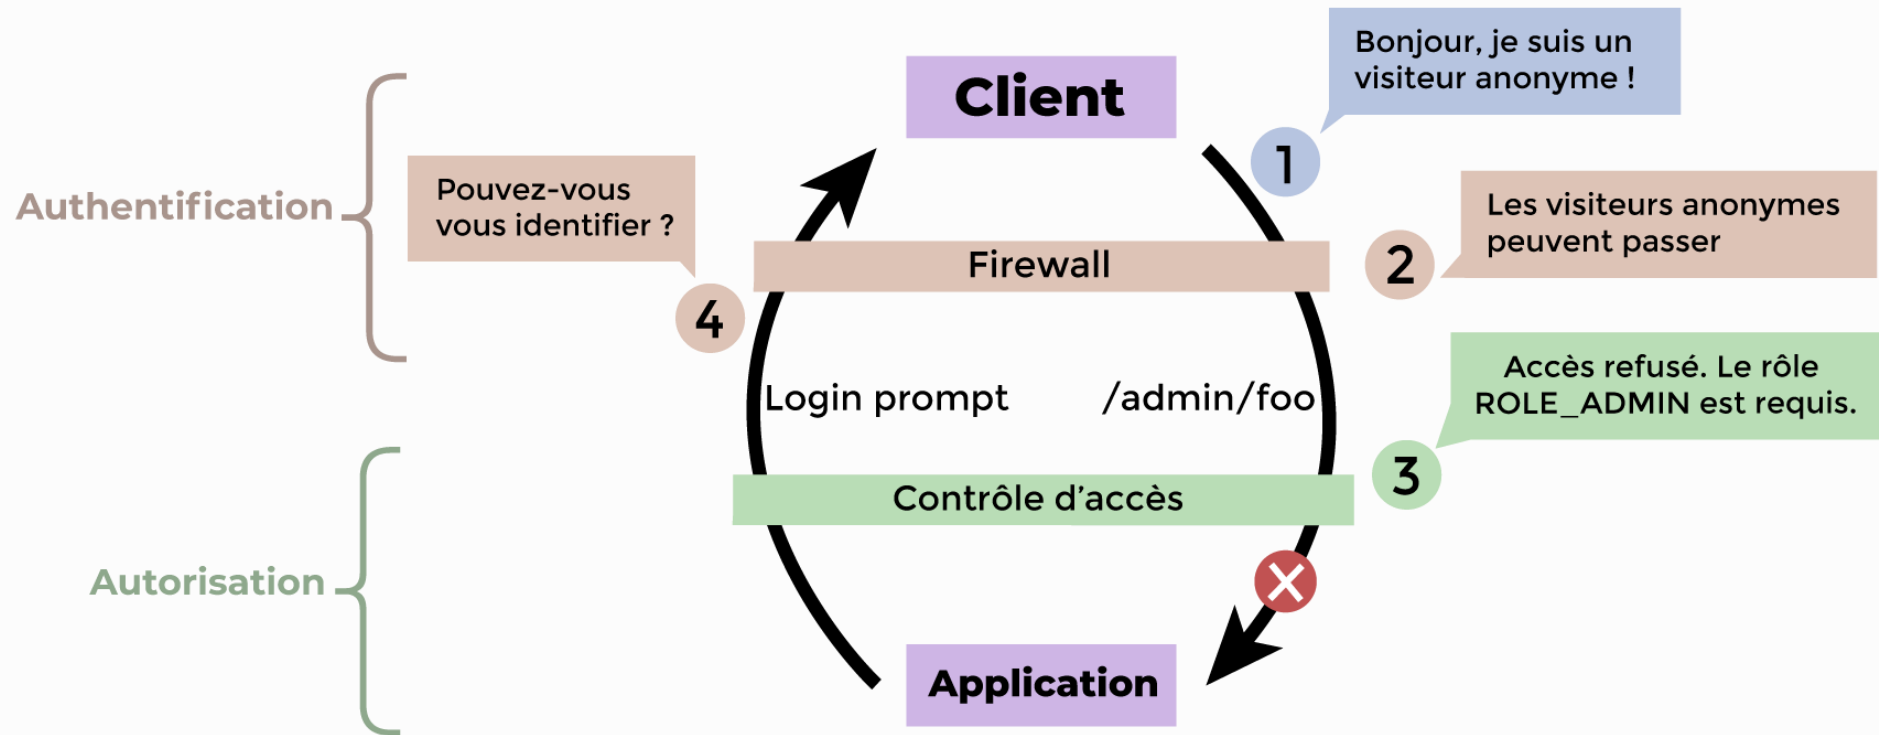 Bonjour, je suis un
visiteur anonyme !
Client
1
Authentification
Pouvez-vous
vous identifier ?
Les visiteurs anonymes
peuvent passer
Firewall
2
4
Accès refusé. Le rôle
ROLE_ADMIN est requis.
Login prompt
/admin/foo
3
Contrôle d'accès
Autorisation
Application